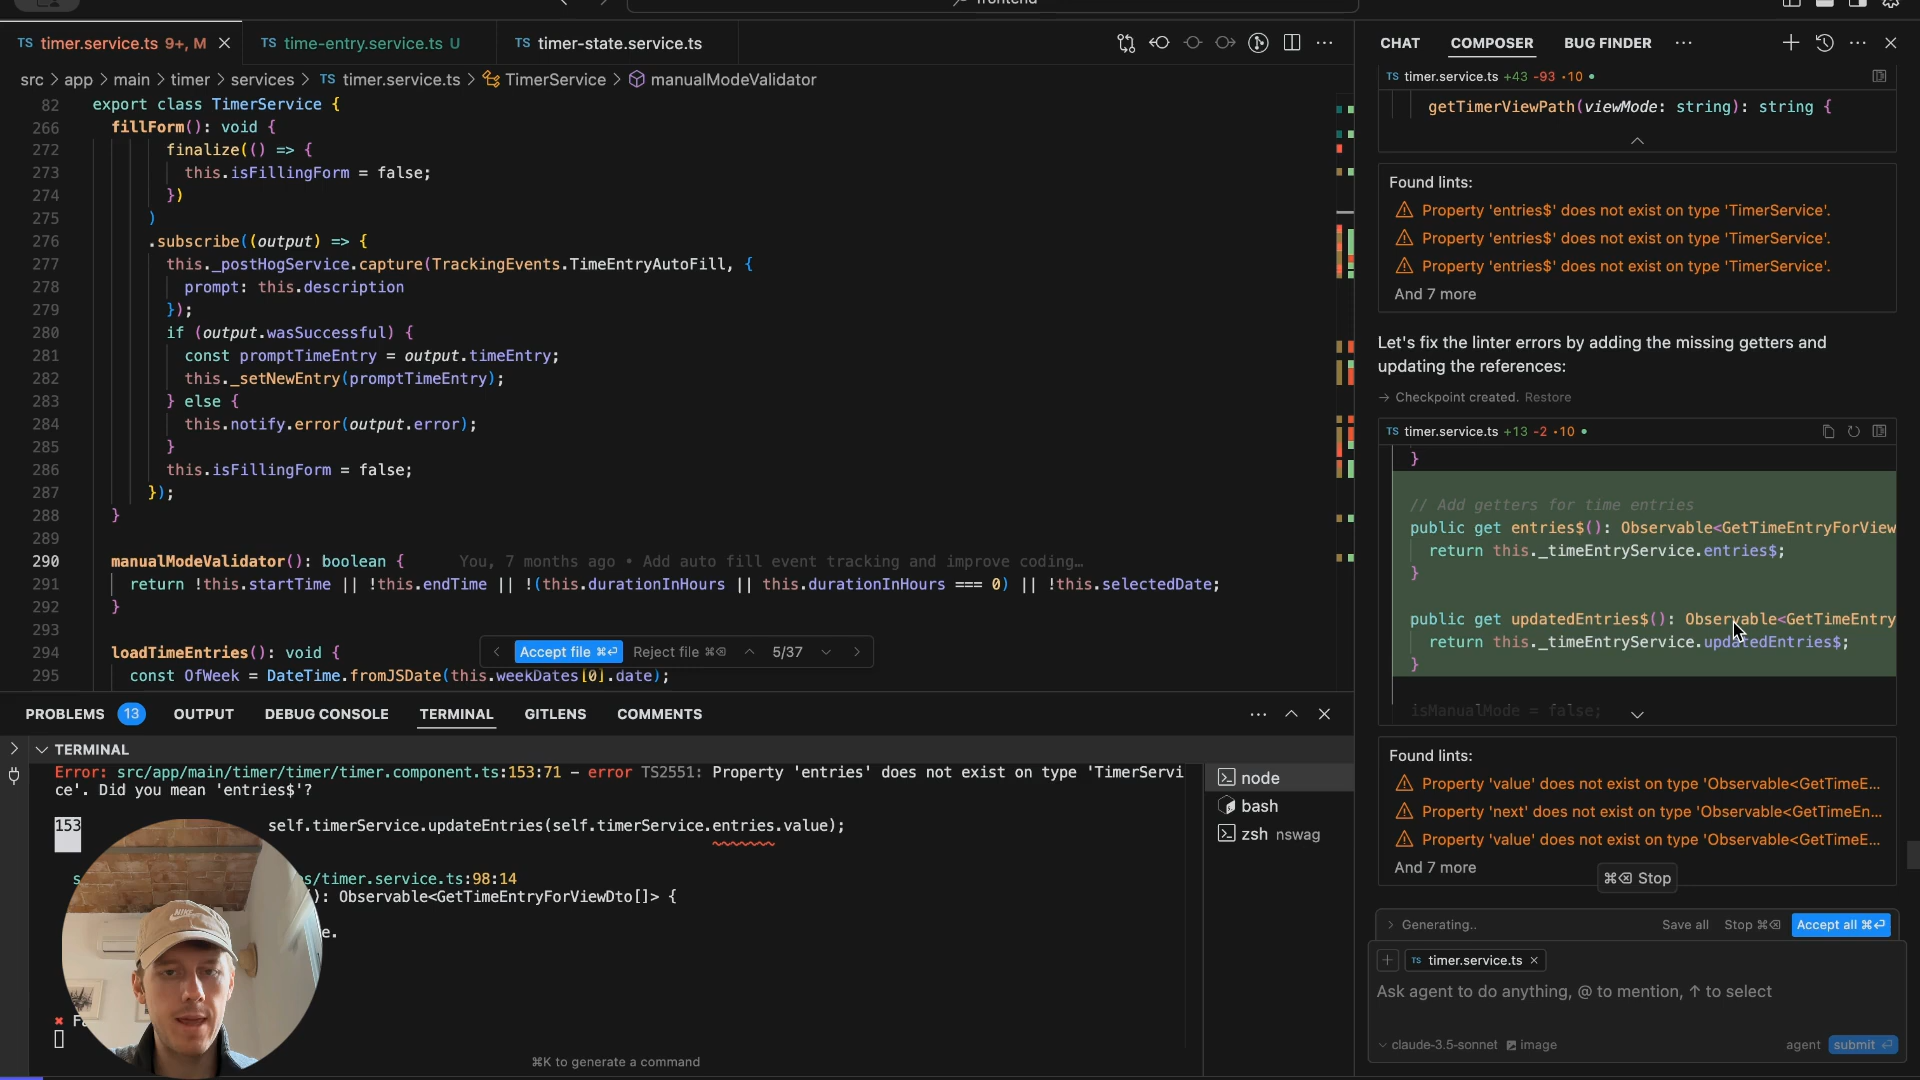 frontend
TS timer.service.ts 9+, M
TS time-entry.service.ts U
TS timer-state.service.ts
src > app > main > timer > services > TS timer.service.ts > TimerService > manualModeValidator
82 export class TimerService {
266 fillForm(): void {
272 finalize(() => {
273 this.isFillingForm = false;
274 })
275 )
276 .subscribe((output) => {
277 this._postHogService.capture(TrackingEvents.TimeEntryAutoFill, {
278 prompt: this.description
279 });
280 if (output.wasSuccessful) {
281 const promptTimeEntry = output.timeEntry;
282 this._setNewEntry(promptTimeEntry);
283 } else {
284 this.notify.error(output.error);
285 }
286 this.isFillingForm = false;
287 });
288 }
289
290 manualModeValidator(): boolean { You, 7 months ago • Add auto fill event tracking and improve coding…
291 return !this.startTime || !this.endTime || !(this.durationInHours || this.durationInHours === 0) || !this.selectedDate;
292 }
293
294 loadTimeEntries(): void {
295 const OfWeek = DateTime.fromJSDate(this.weekDates[0].date);
Accept file ⌘⏎ Reject file ⌘⌫ 5/37
PROBLEMS 13 OUTPUT DEBUG CONSOLE TERMINAL GITLENS COMMENTS
TERMINAL
Error: src/app/main/timer/timer/timer.component.ts:153:71 - error TS2551: Property 'entries' does not exist on type 'TimerServi
ce'. Did you mean 'entries$'?
153 self.timerService.updateEntries(self.timerService.entries.value);
s/timer.service.ts:98:14
): Observable<GetTimeEntryForViewDto[]> {
e.
⌘K to generate a command
node
bash
zsh nswag
CHAT COMPOSER BUG FINDER
TS timer.service.ts +43 -93 •10 •
getTimerViewPath(viewMode: string): string {
Found lints:
Property 'entries$' does not exist on type 'TimerService'.
Property 'entries$' does not exist on type 'TimerService'.
Property 'entries$' does not exist on type 'TimerService'.
And 7 more
Let's fix the linter errors by adding the missing getters and
updating the references:
→ Checkpoint created. Restore
TS timer.service.ts +13 -2 •10 •
}
// Add getters for time entries
public get entries$(): Observable<GetTimeEntryForView
return this._timeEntryService.entries$;
}
public get updatedEntries$(): Observable<GetTimeEntry
return this._timeEntryService.updatedEntries$;
}
isManualMode = false;
Found lints:
Property 'value' does not exist on type 'Observable<GetTimeE...
Property 'next' does not exist on type 'Observable<GetTimeEn...
Property 'value' does not exist on type 'Observable<GetTimeE...
And 7 more
⌘⌫ Stop
Generating.. Save all Stop ⌘⌫ Accept all ⌘⏎
TS timer.service.ts ×
Ask agent to do anything, @ to mention, ↑ to select
claude-3.5-sonnet image agent submit ⏎
NIKE